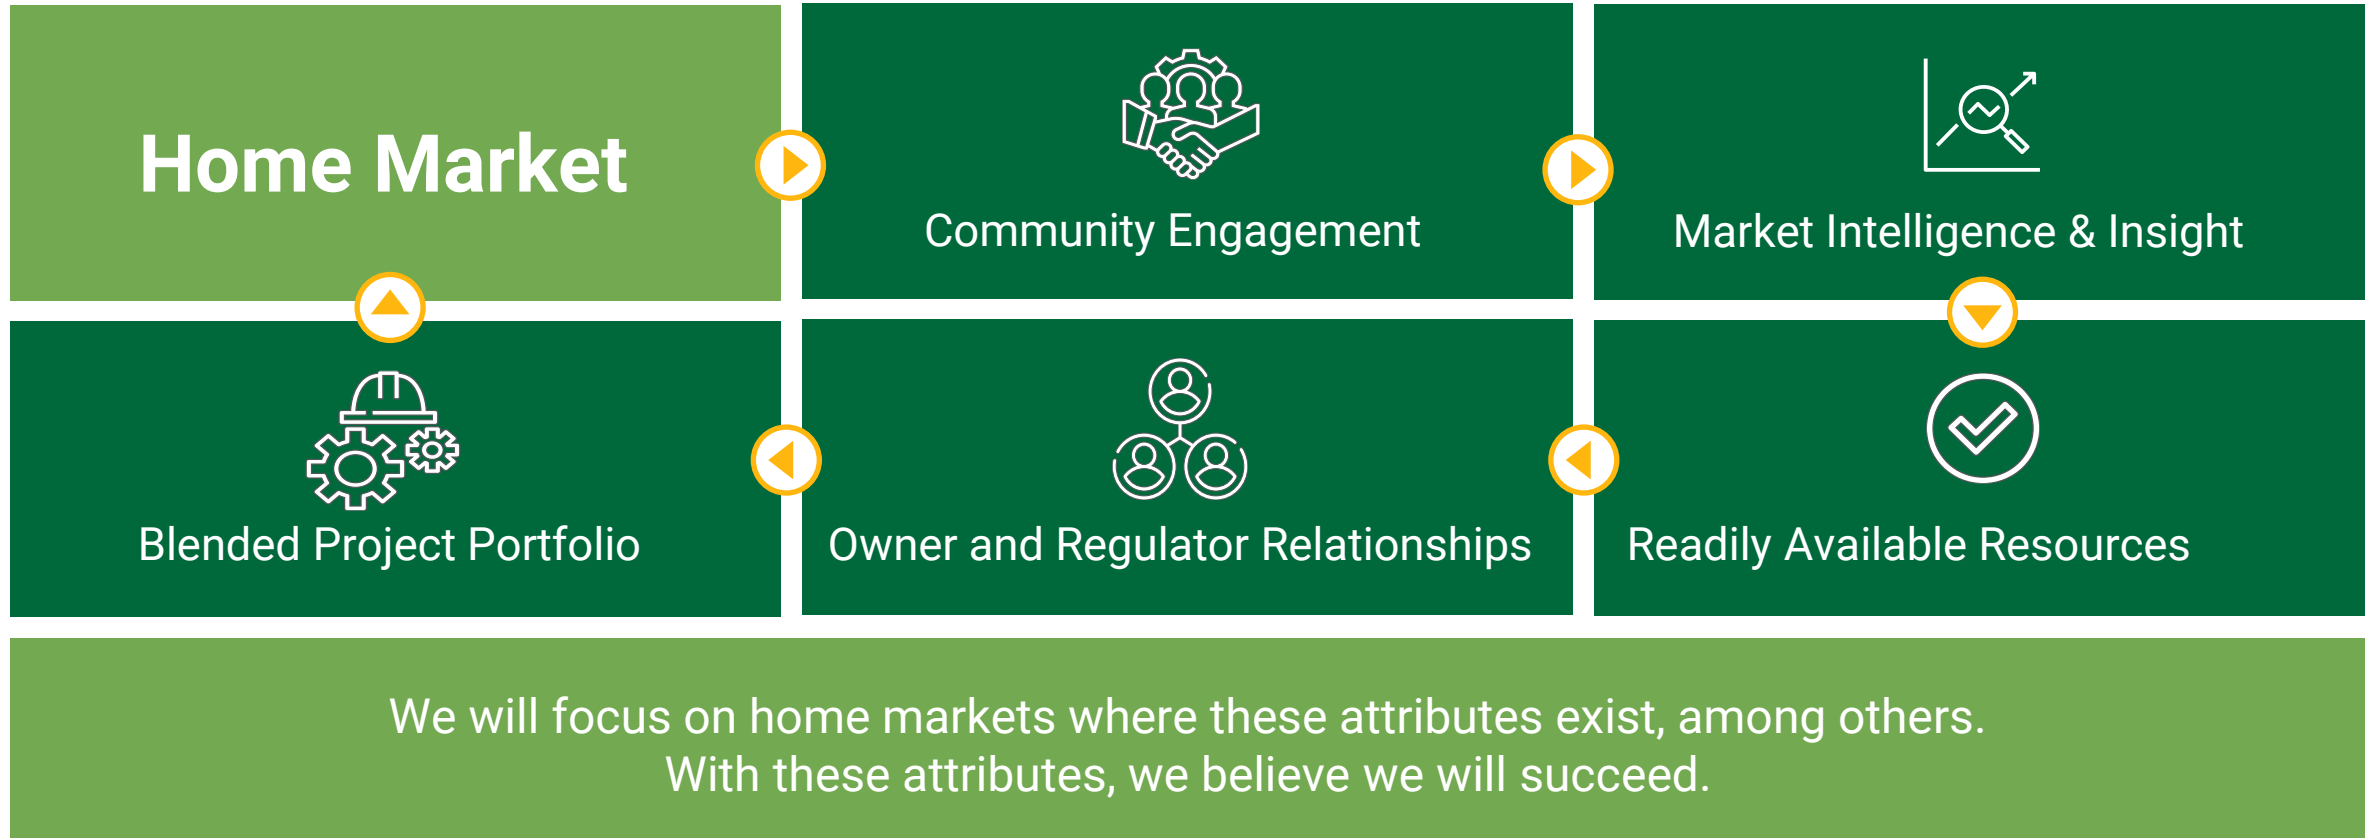 Home Market
Community Engagement
Market Intelligence & Insight
Blended Project Portfolio
Owner and Regulator Relationships
Readily Available Resources
We will focus on home markets where these attributes exist, among others.
With these attributes, we believe we will succeed.